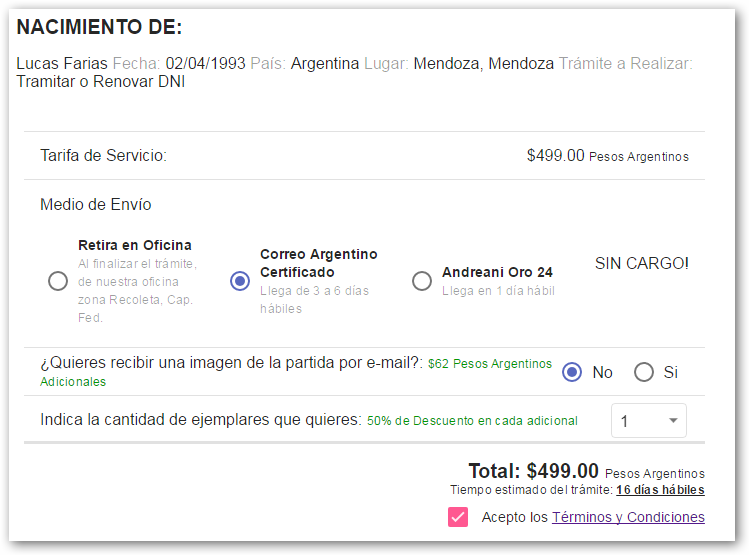 NACIMIENTO DE:
Lucas Farias Fecha: 02/04/1993 País: Argentina Lugar: Mendoza, Mendoza Trámite a Realizar:
Tramitar o Renovar DNI
Tarifa de Servicio: $499.00 Pesos Argentinos
Medio de Envío
Retira en Oficina
Al finalizar el trámite,
de nuestra oficina
zona Recoleta, Cap.
Fed.
Correo Argentino
Certificado
Llega de 3 a 6 días
hábiles
Andreani Oro 24
Llega en 1 día hábil
SIN CARGO!
¿Quieres recibir una imagen de la partida por e-mail?: $62 Pesos Argentinos
Adicionales
No Si
Indica la cantidad de ejemplares que quieres: 50% de Descuento en cada adicional 1
Total: $499.00 Pesos Argentinos
Tiempo estimado del trámite: 16 días hábiles
Acepto los Términos y Condiciones